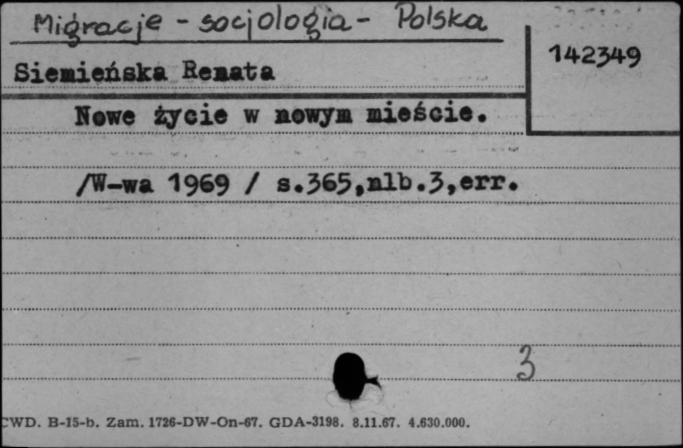 Migracje - socjologia - Polska
142349
Siemieńska Renata
Nowe życie w nowym mieście.
/W-wa 1969 / s.365,nlb.3,err.
3
CWD. B-15-b. Zam. 1726-DW-On-67. GDA-3198. 8.11.67. 4.630.000.